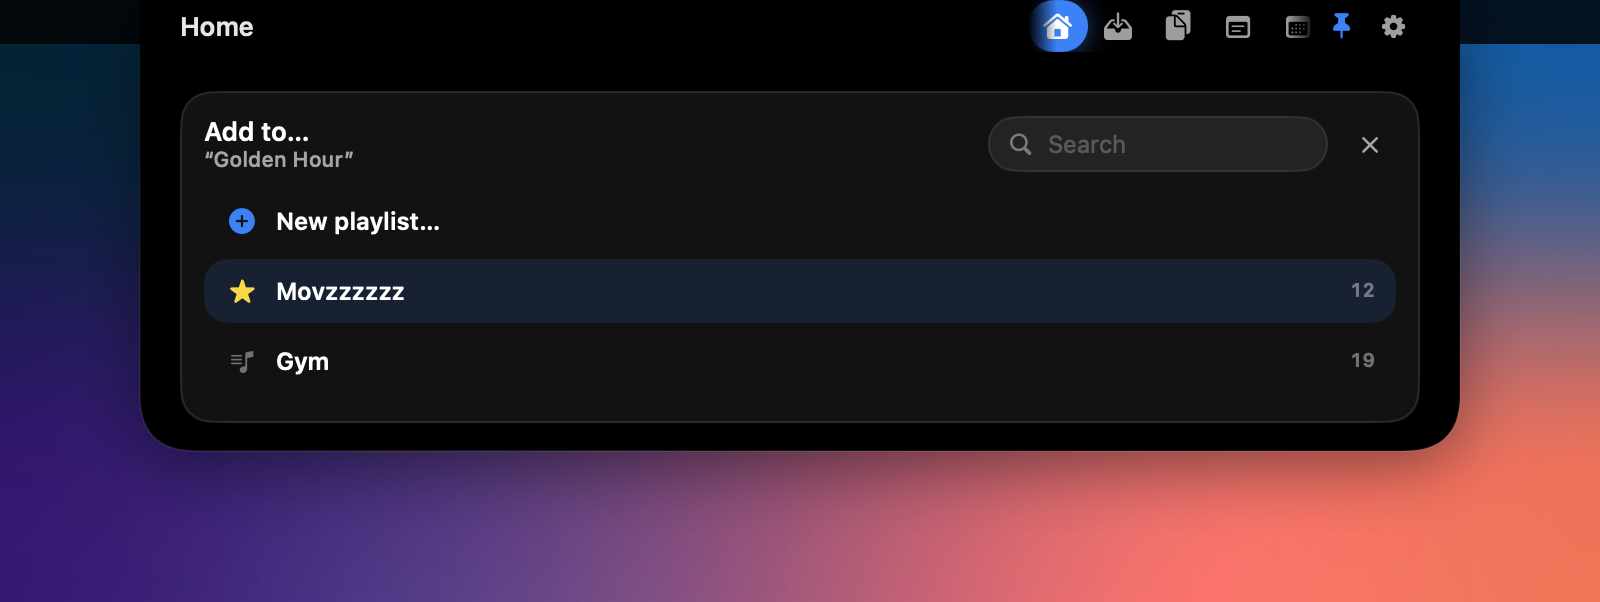 Home
Add to...
“Golden Hour”
Search
New playlist...
Movzzzzzz
12
Gym
19